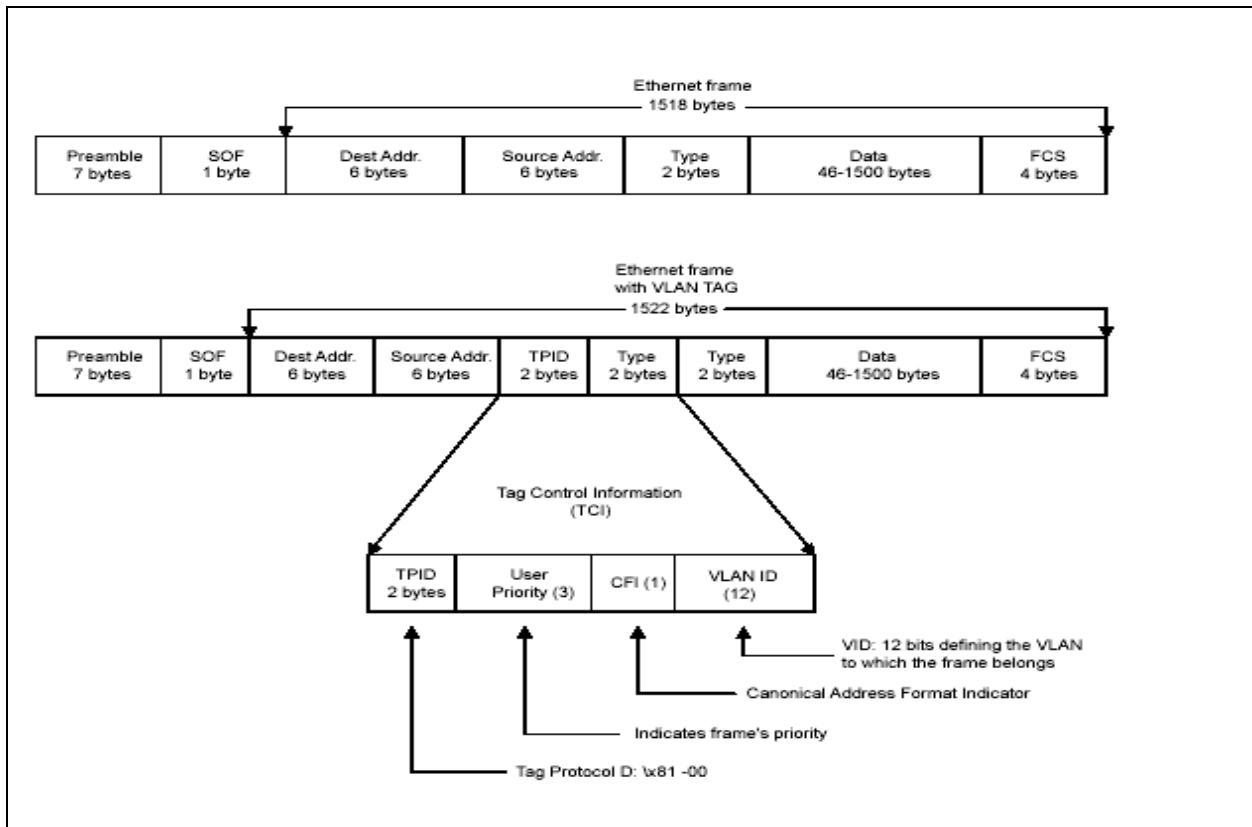 Ethernet frame
1518 bytes
Preamble
7 bytes
SOF
1 byte
Dest Addr.
6 bytes
Source Addr.
6 bytes
Type
2 bytes
Data
46-1500 bytes
FCS
4 bytes
Ethernet frame
with VLAN TAG
1522 bytes
Preamble
7 bytes
SOF
1 byte
Dest Addr.
6 bytes
Source Addr.
6 bytes
TPID
2 bytes
Type
2 bytes
Type
2 bytes
Data
46-1500 bytes
FCS
4 bytes
Tag Control Information
(TCI)
TPID
2 bytes
User
Priority (3)
CFI (1)
VLAN ID
(12)
VID: 12 bits defining the VLAN
to which the frame belongs
Canonical Address Format Indicator
Indicates frame's priority
Tag Protocol D: \x81 -00